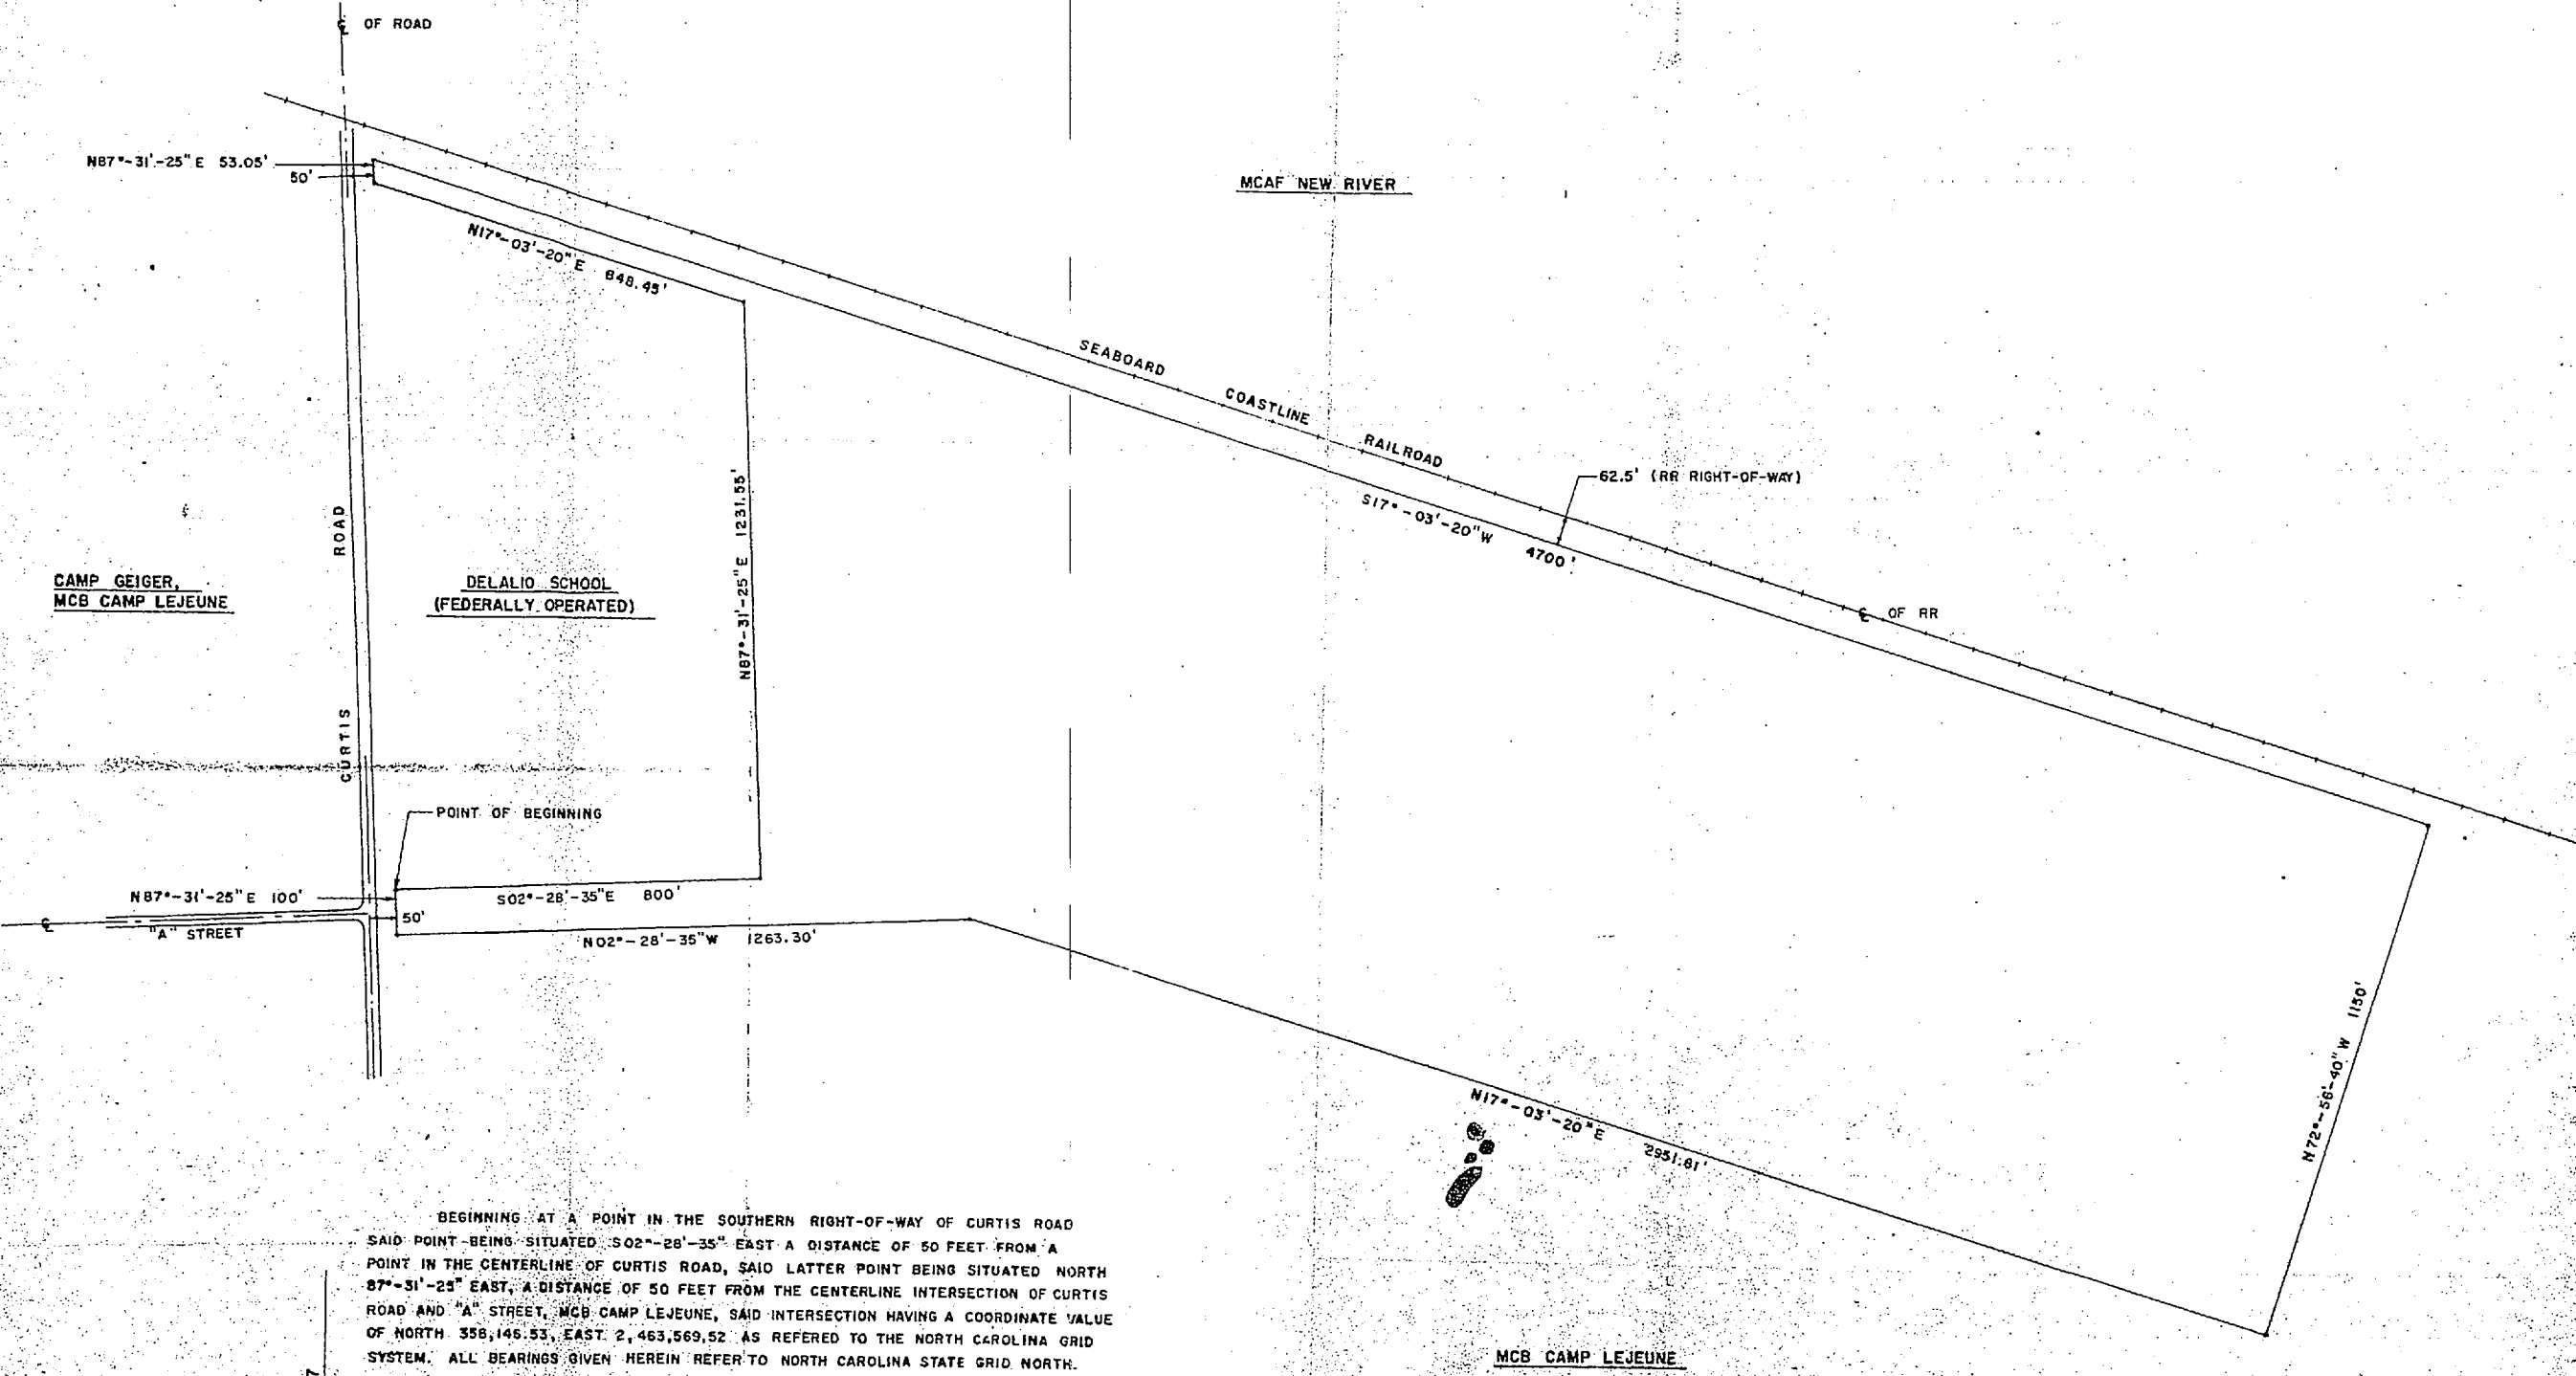 ℄ OF ROAD
N87°-31'-25" E 53.05'
50'
MCAF NEW RIVER
N17°-03'-20" E 848.45'
SEABOARD COASTLINE RAILROAD
62.5' (RR RIGHT-OF-WAY)
S17°-03'-20" W 4700'
N87°-31'-25" E 1231.55'
CURTIS ROAD
CAMP GEIGER,
MCB CAMP LEJEUNE
DELALIO SCHOOL
(FEDERALLY OPERATED)
℄ OF RR
POINT OF BEGINNING
N87°-31'-25" E 100'
S02°-28'-35"E 800'
50'
℄
"A" STREET
N02°-28'-35"W 1263.30'
N72°-56'-40" W 1150'
N17°-03'-20"E 2951.81'
BEGINNING AT A POINT IN THE SOUTHERN RIGHT-OF-WAY OF CURTIS ROAD
SAID POINT BEING SITUATED S02°-28'-35" EAST A DISTANCE OF 50 FEET FROM A
POINT IN THE CENTERLINE OF CURTIS ROAD, SAID LATTER POINT BEING SITUATED NORTH
87°-31'-25" EAST, A DISTANCE OF 50 FEET FROM THE CENTERLINE INTERSECTION OF CURTIS
ROAD AND "A" STREET, MCB CAMP LEJEUNE, SAID INTERSECTION HAVING A COORDINATE VALUE
OF NORTH 358,146.53, EAST 2,463,569.52 AS REFERED TO THE NORTH CAROLINA GRID
SYSTEM. ALL BEARINGS GIVEN HEREIN REFER TO NORTH CAROLINA STATE GRID NORTH.
MCB CAMP LEJEUNE